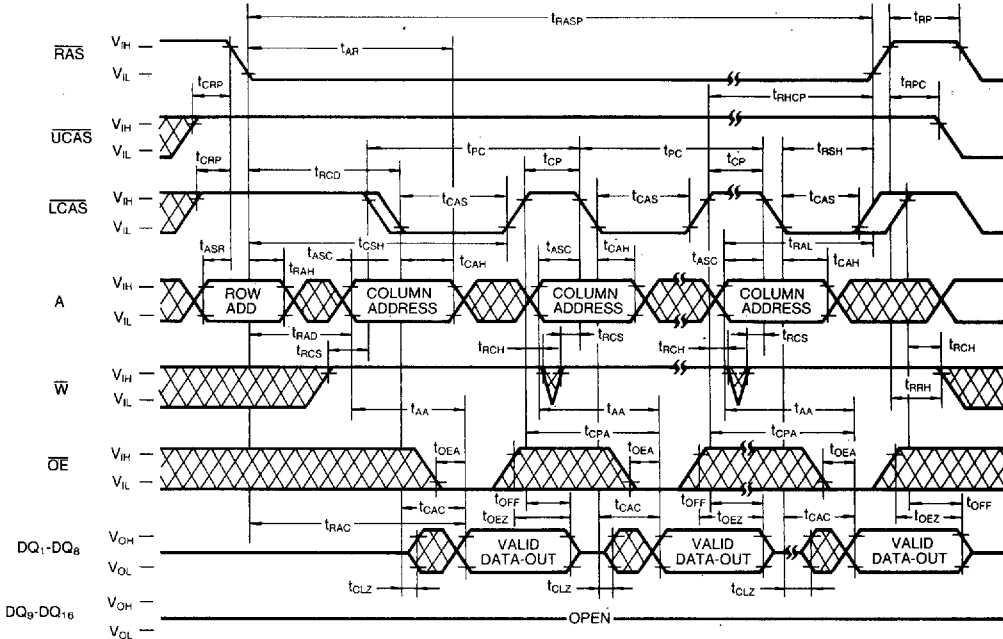 tRASP
tRP
tAR
RAS
VIH
VIL
tCRP
tRHCP
tRPC
UCAS
VIH
VIL
tCRP
tRCD
tPC
tCP
tPC
tCP
tRSH
LCAS
VIH
VIL
tCAS
tCAS
tCAS
tASR
tRAH
tASC
tCSH
tCAH
tASC
tCAH
tASC
tRAL
tCAH
A
VIH
VIL
ROW
ADD
COLUMN
ADDRESS
COLUMN
ADDRESS
COLUMN
ADDRESS
tRAD
tRCS
tRCH
tRCS
tRCH
tRCS
tRCH
W
VIH
VIL
tRRH
tAA
tAA
tAA
tCPA
tCPA
OE
VIH
VIL
tOEA
tOEA
tOEA
tOFF
tOFF
tOFF
tCAC
tOEZ
tCAC
tOEZ
tCAC
tOEZ
tRAC
DQ1-DQ8
VOH
VOL
VALID
DATA-OUT
VALID
DATA-OUT
VALID
DATA-OUT
tCLZ
tCLZ
tCLZ
DQ9-DQ16
VOH
VOL
OPEN